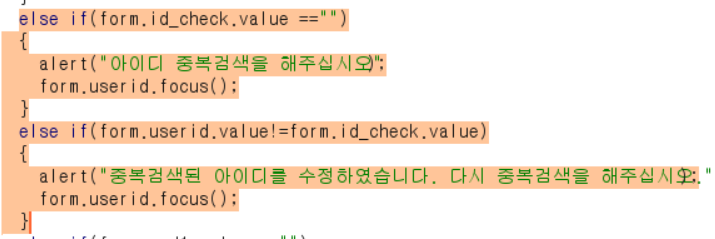 else if(form.id_check.value =="")
{
alert("아이디 중복검색을 해주십시오");
form.userid.focus();
}
else if(form.userid.value!=form.id_check.value)
{
alert("중복검색된 아이디를 수정하였습니다. 다시 중복검색을 해주십시오.");
form.userid.focus();
}